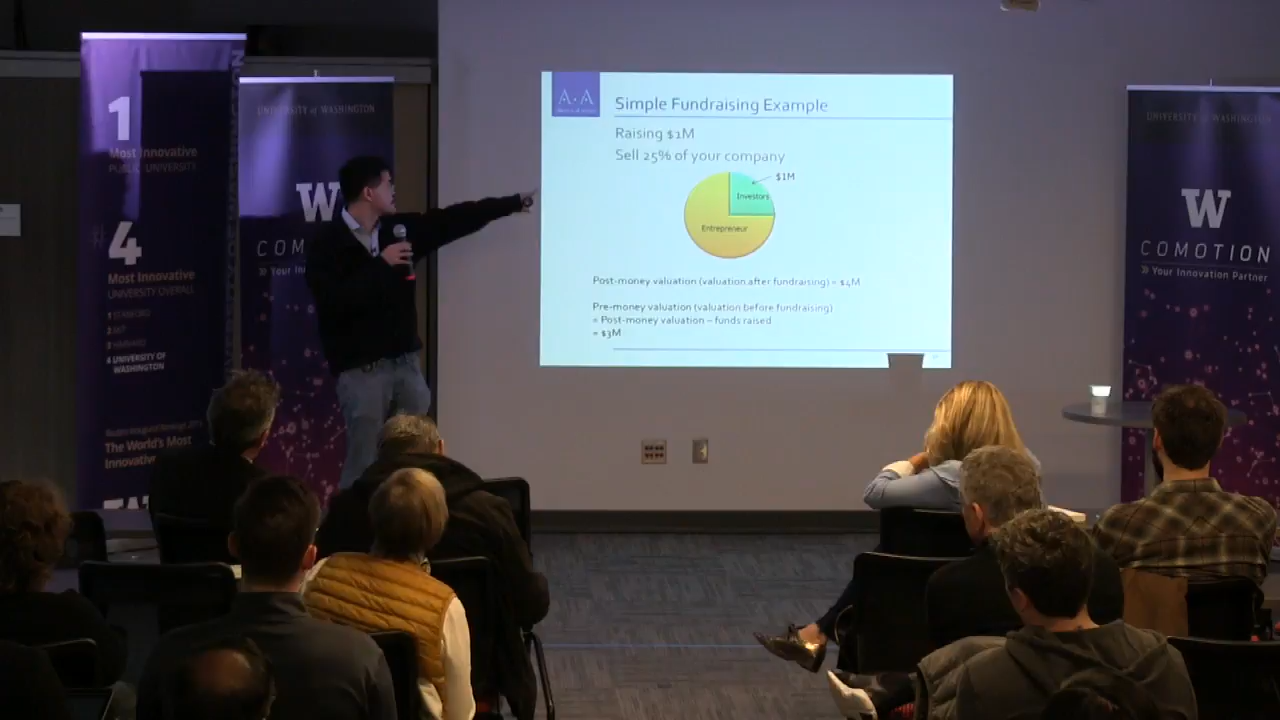 1
Most Innovative
PUBLIC UNIVERSITY
#4
Most Innovative
UNIVERSITY OVERALL
1 STANFORD
2 MIT
3 HARVARD
4 UNIVERSITY OF
WASHINGTON
The World's Most
Innovative
UNIVERSITY of WASHINGTON
W
COM
» Your In
A·A
Simple Fundraising Example
Raising $1M
Sell 25% of your company
$1M
Investors
Entrepreneur
Post-money valuation (valuation after fundraising) = $4M
Pre-money valuation (valuation before fundraising)
= Post-money valuation – funds raised
= $3M
UNIVERSITY of WASHINGTON
W
COMOTION
» Your Innovation Partner